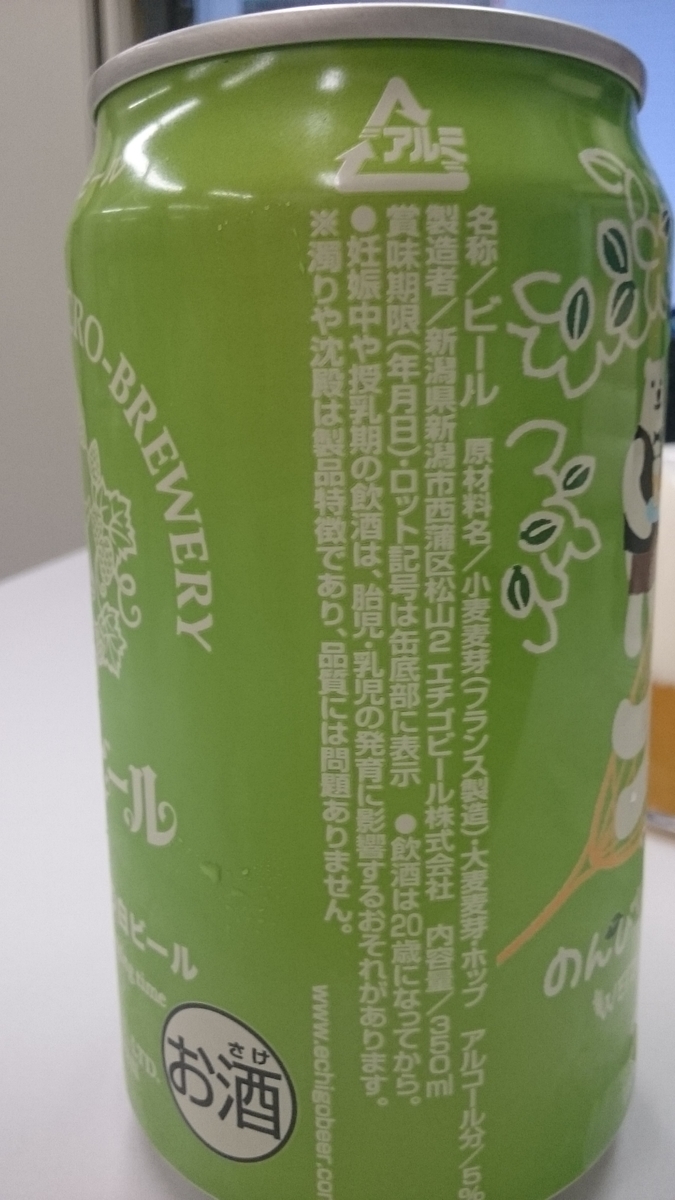 アルミ
名称／ビール　原材料名／小麦麦芽(フランス製造)・大麦麦芽・ホップ　アルコール分／5%
製造者／新潟県新潟市西蒲区松山2 エチゴビール株式会社　内容量／350ml
賞味期限(年月日)・ロット記号は缶底部に表示　●飲酒は20歳になってから。
●妊娠中や授乳期の飲酒は、胎児・乳児の発育に影響するおそれがあります。
※濁りや沈殿は製品特徴であり、品質には問題ありません。
www.echigobeer.com
BREWERY
ビール
白ビール
time
LTD.
さけ
お酒
のんび